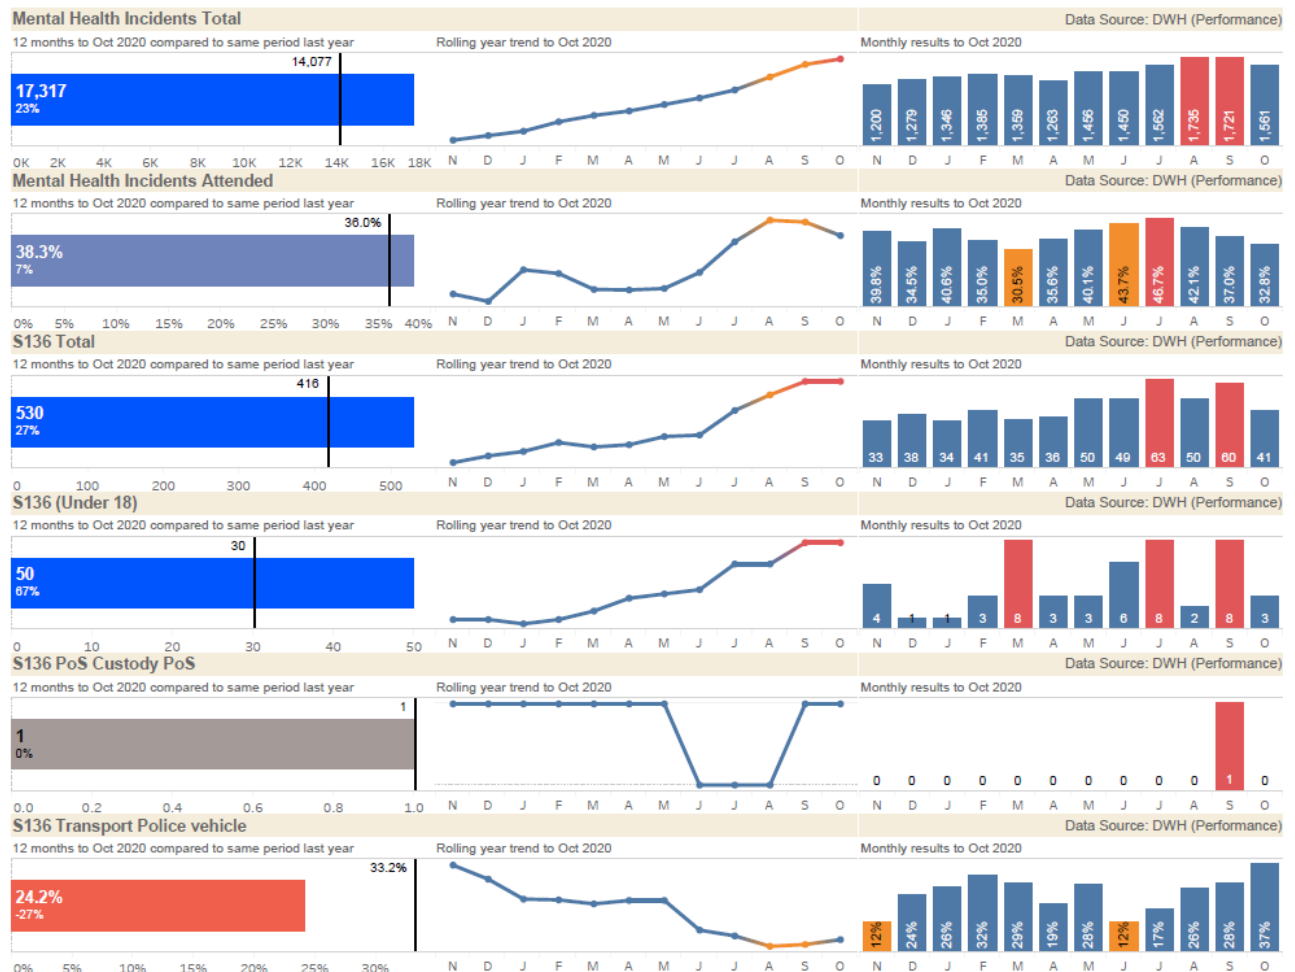 Mental Health Incidents Total Data Source: DWH (Performance)
12 months to Oct 2020 compared to same period last year Rolling year trend to Oct 2020 Monthly results to Oct 2020
14,077
17,317
23%
1,200 1,279 1,346 1,385 1,359 1,263 1,456 1,450 1,562 1,735 1,721 1,561
0K 2K 4K 6K 8K 10K 12K 14K 16K 18K N D J F M A M J J A S O N D J F M A M J J A S O
Mental Health Incidents Attended Data Source: DWH (Performance)
12 months to Oct 2020 compared to same period last year Rolling year trend to Oct 2020 Monthly results to Oct 2020
36.0%
38.3%
7%
39.8% 34.5% 40.6% 35.0% 30.5% 35.6% 40.1% 43.7% 46.7% 42.1% 37.0% 32.8%
0% 5% 10% 15% 20% 25% 30% 35% 40% N D J F M A M J J A S O N D J F M A M J J A S O
S136 Total Data Source: DWH (Performance)
12 months to Oct 2020 compared to same period last year Rolling year trend to Oct 2020 Monthly results to Oct 2020
416
530
27%
33 38 34 41 35 36 50 49 63 50 60 41
0 100 200 300 400 500 N D J F M A M J J A S O N D J F M A M J J A S O
S136 (Under 18) Data Source: DWH (Performance)
12 months to Oct 2020 compared to same period last year Rolling year trend to Oct 2020 Monthly results to Oct 2020
30
50
67%
4 1 1 3 8 3 3 6 8 2 8 3
0 10 20 30 40 50 N D J F M A M J J A S O N D J F M A M J J A S O
S136 PoS Custody PoS Data Source: DWH (Performance)
12 months to Oct 2020 compared to same period last year Rolling year trend to Oct 2020 Monthly results to Oct 2020
1
1
0%
0 0 0 0 0 0 0 0 0 0 1 0
0.0 0.2 0.4 0.6 0.8 1.0 N D J F M A M J J A S O N D J F M A M J J A S O
S136 Transport Police vehicle Data Source: DWH (Performance)
12 months to Oct 2020 compared to same period last year Rolling year trend to Oct 2020 Monthly results to Oct 2020
33.2%
24.2%
-27%
12% 24% 26% 32% 29% 19% 28% 12% 17% 26% 28% 37%
0% 5% 10% 15% 20% 25% 30% N D J F M A M J J A S O N D J F M A M J J A S O